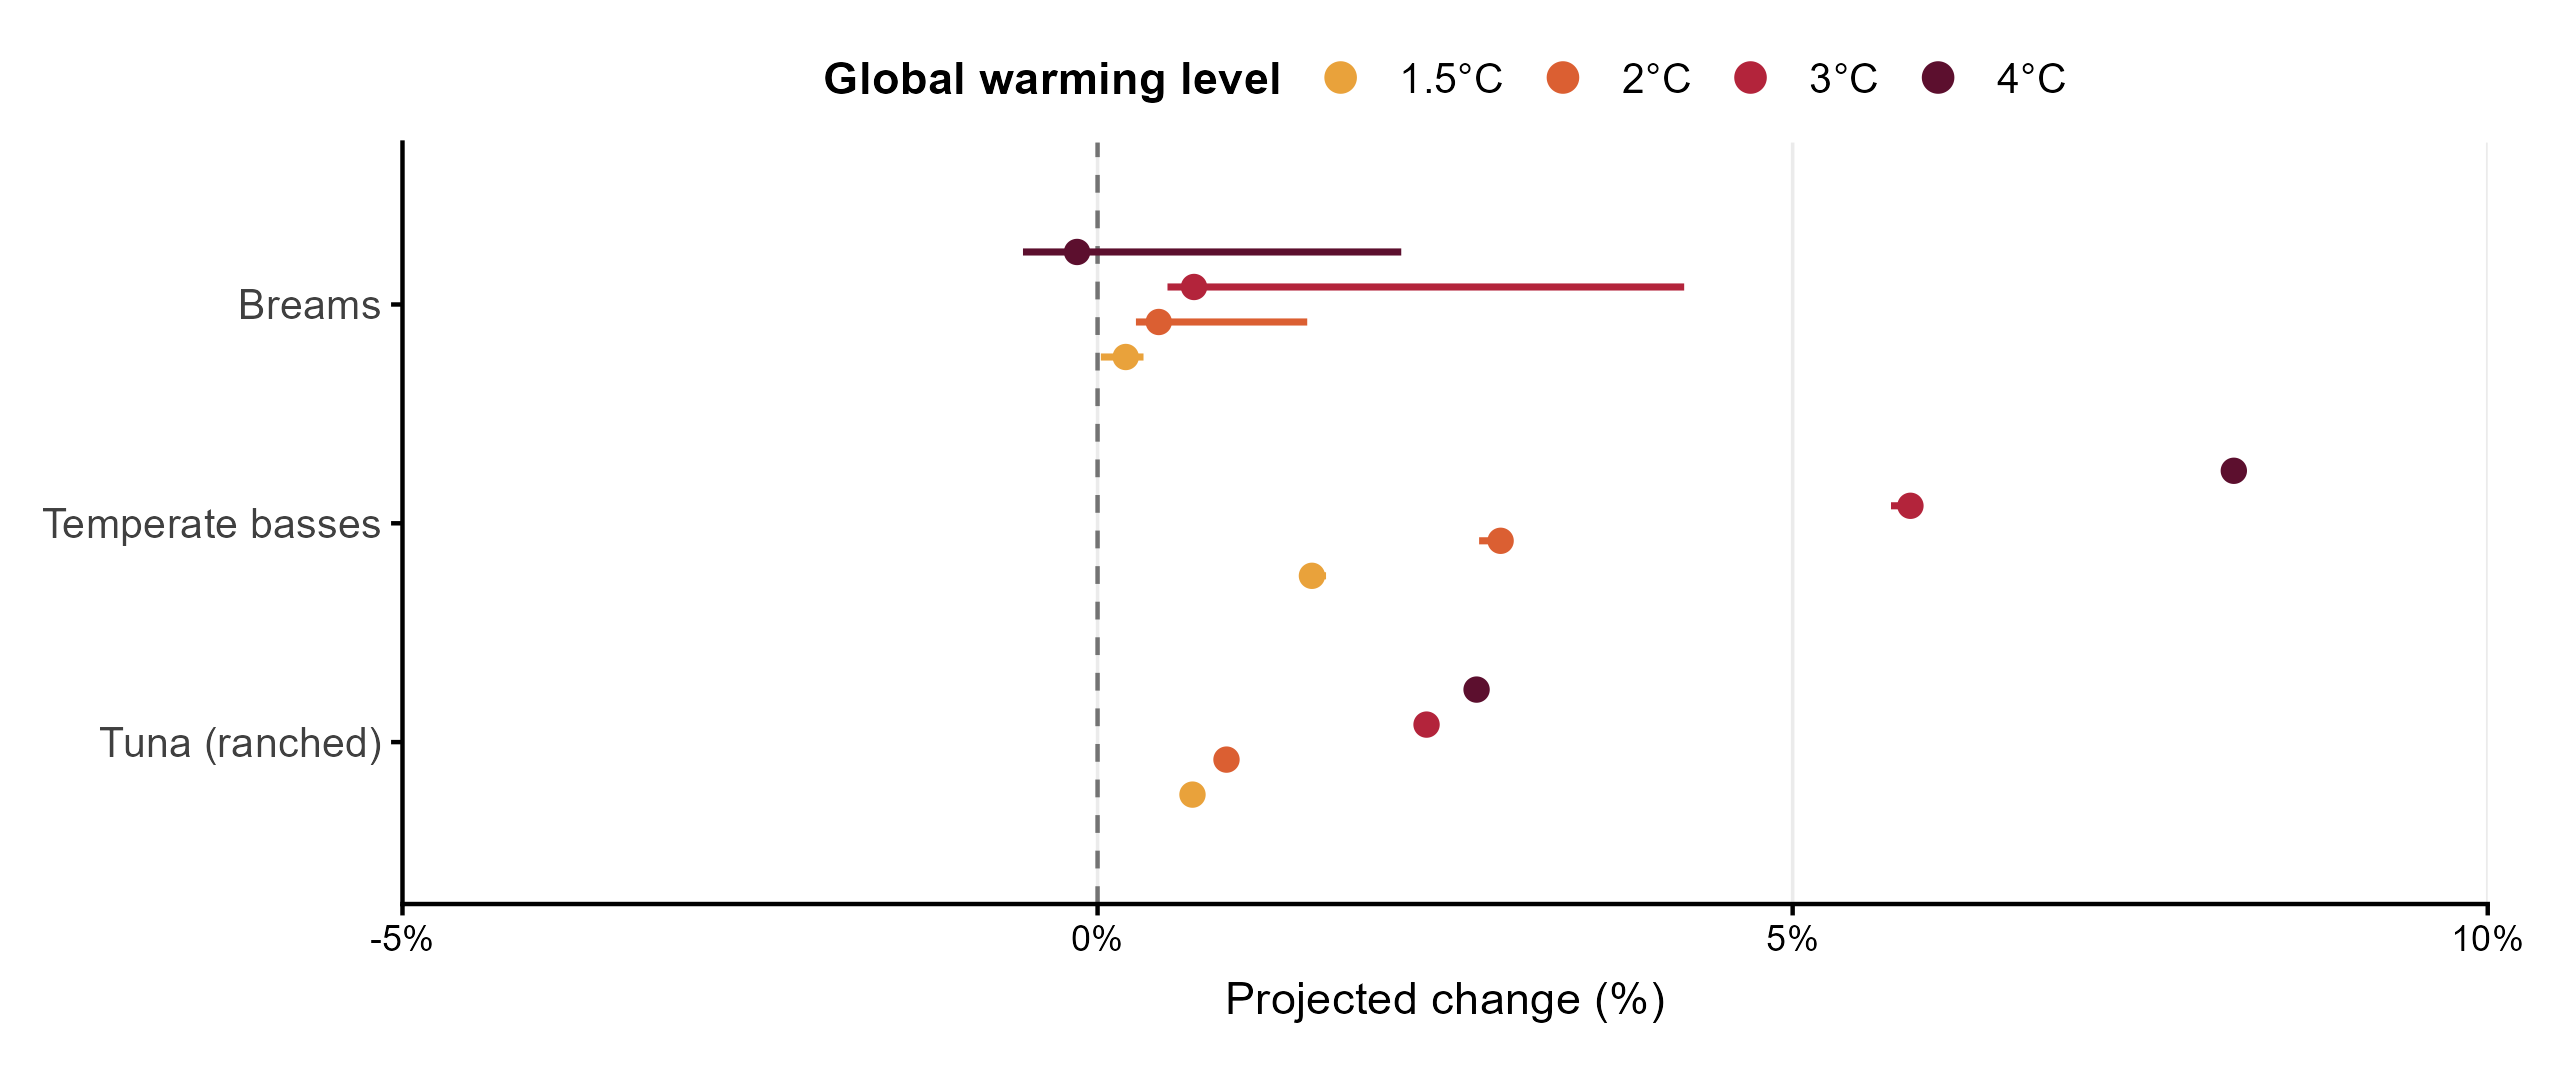 Global warming level 1.5°C 2°C 3°C 4°C
Breams
Temperate basses
Tuna (ranched)
-5% 0% 5% 10%
Projected change (%)